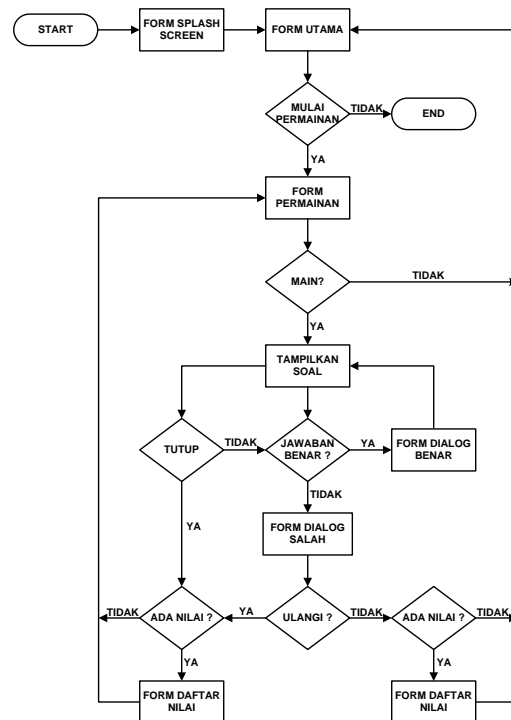 START
FORM SPLASH
SCREEN
FORM UTAMA
MULAI
PERMAINAN
TIDAK
END
YA
FORM
PERMAINAN
MAIN?
TIDAK
YA
TAMPILKAN
SOAL
TUTUP
TIDAK
JAWABAN
BENAR ?
YA
FORM DIALOG
BENAR
TIDAK
YA
FORM DIALOG
SALAH
TIDAK
ADA NILAI ?
YA
ULANGI ?
TIDAK
ADA NILAI ?
TIDAK
YA
YA
FORM DAFTAR
NILAI
FORM DAFTAR
NILAI